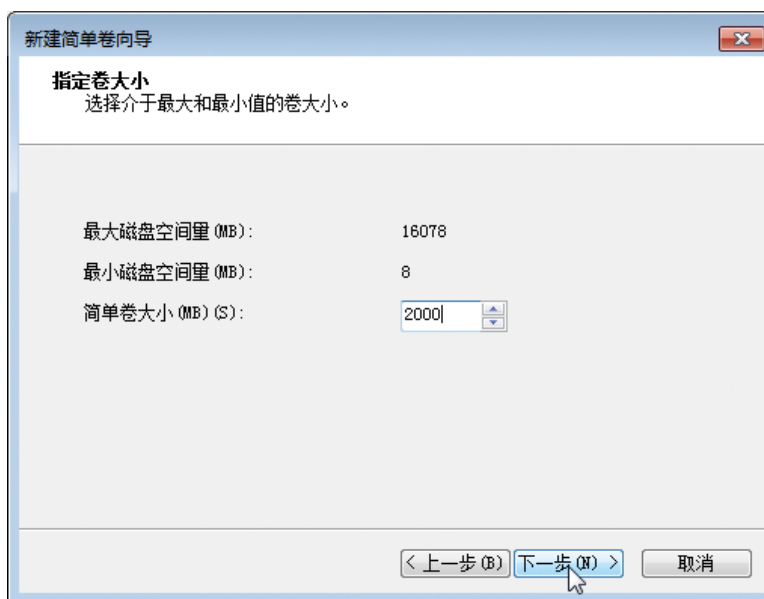 新建简单卷向导
指定卷大小
选择介于最大和最小值的卷大小。
最大磁盘空间量(MB): 16078
最小磁盘空间量(MB): 8
简单卷大小(MB)(S): 2000
< 上一步(B) 下一步(N) > 取消